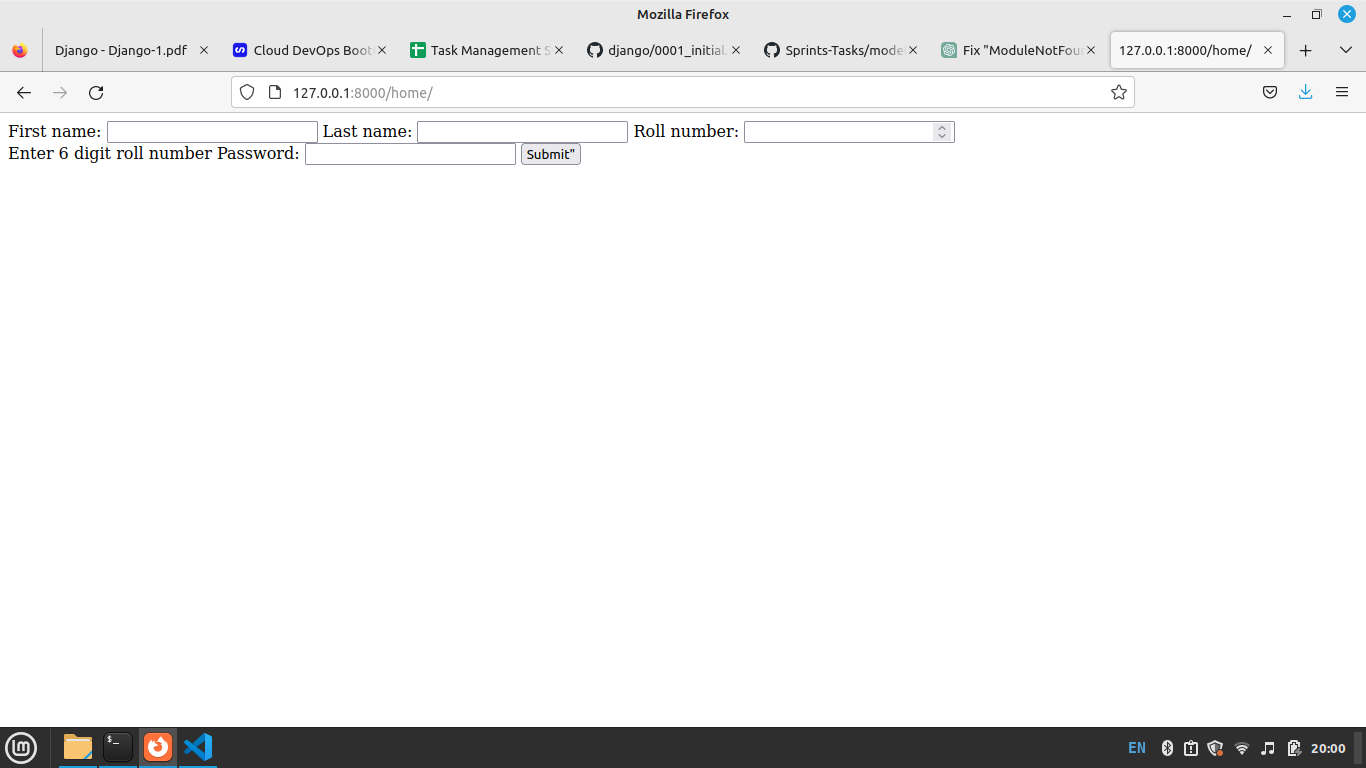 Mozilla Firefox
Django - Django-1.pdf
Cloud DevOps Boot
Task Management S
django/0001_initial.
Sprints-Tasks/mode
Fix "ModuleNotFou
127.0.0.1:8000/home/
127.0.0.1:8000/home/
First name: Last name: Roll number:
Enter 6 digit roll number Password: Submit"
EN 20:00